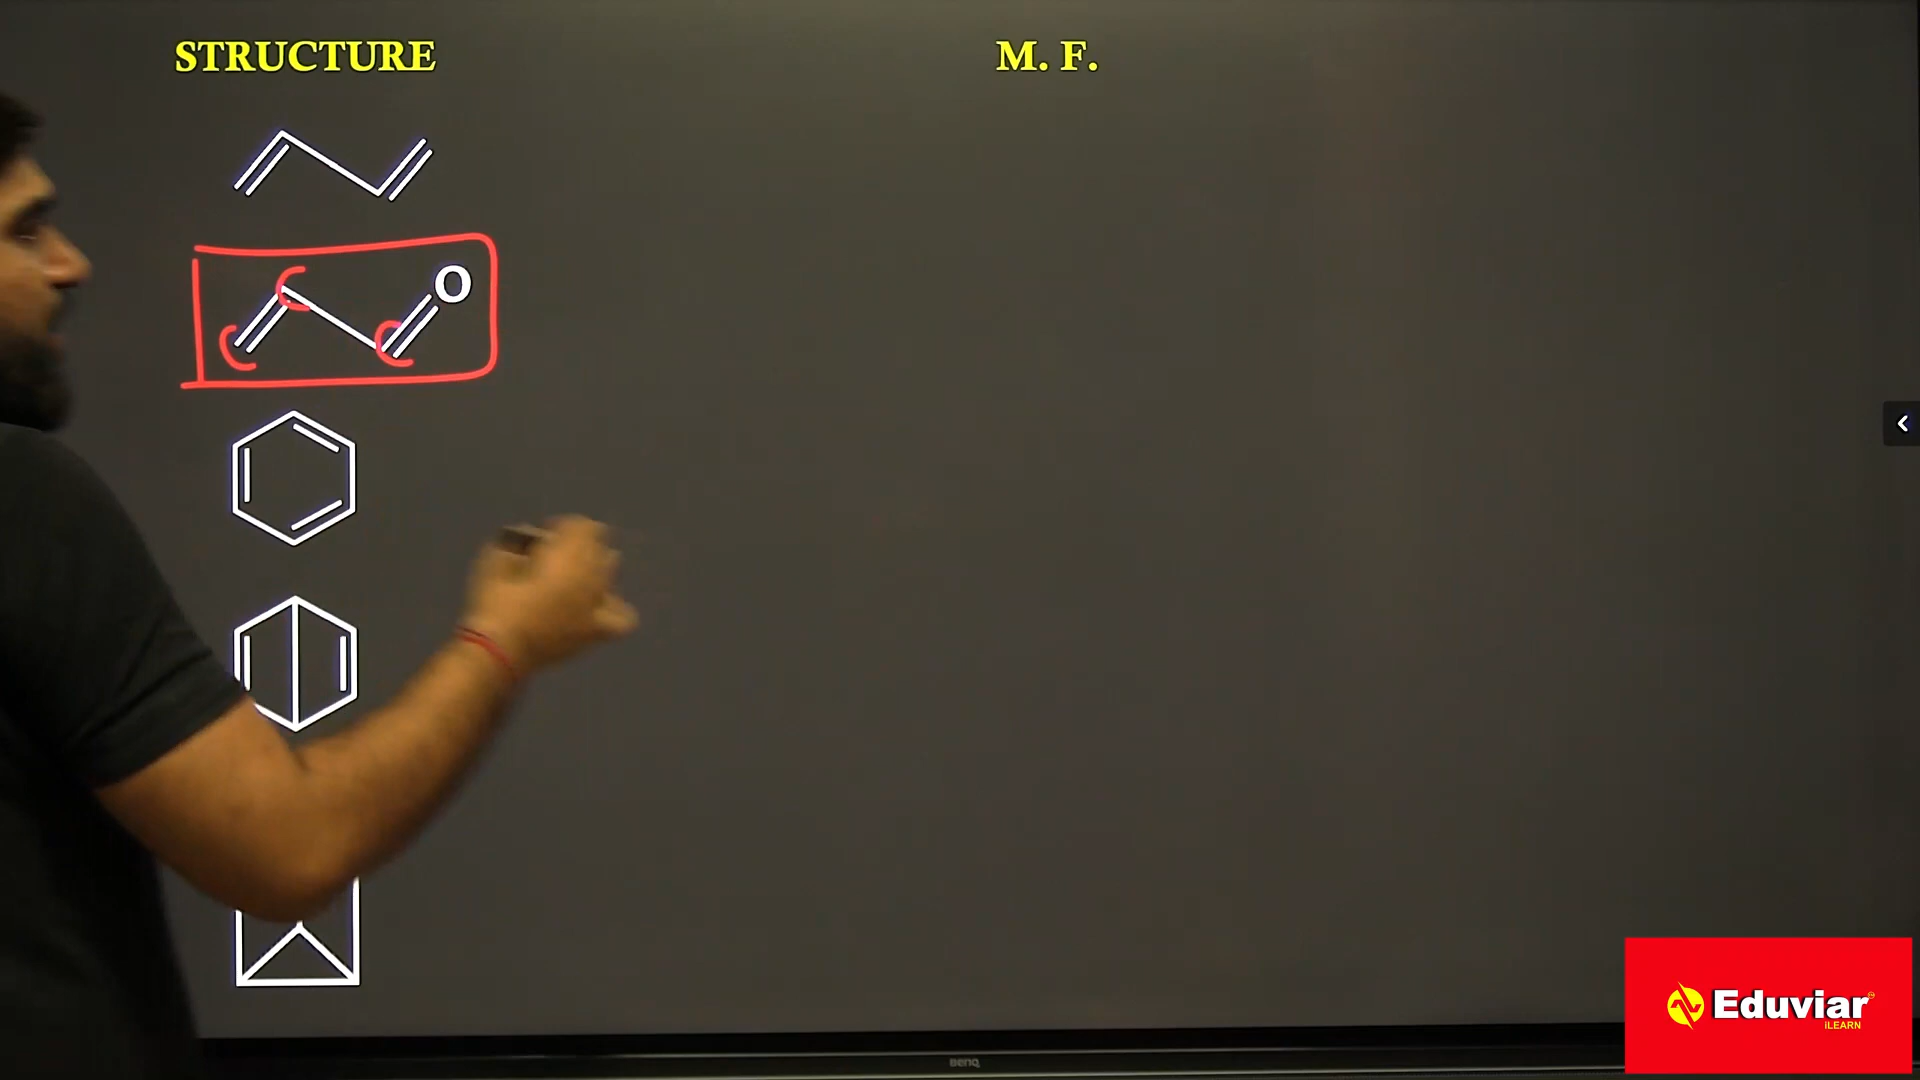 STRUCTURE
M. F.
O
C
C
C
BenQ
Eduviar
iLEARN